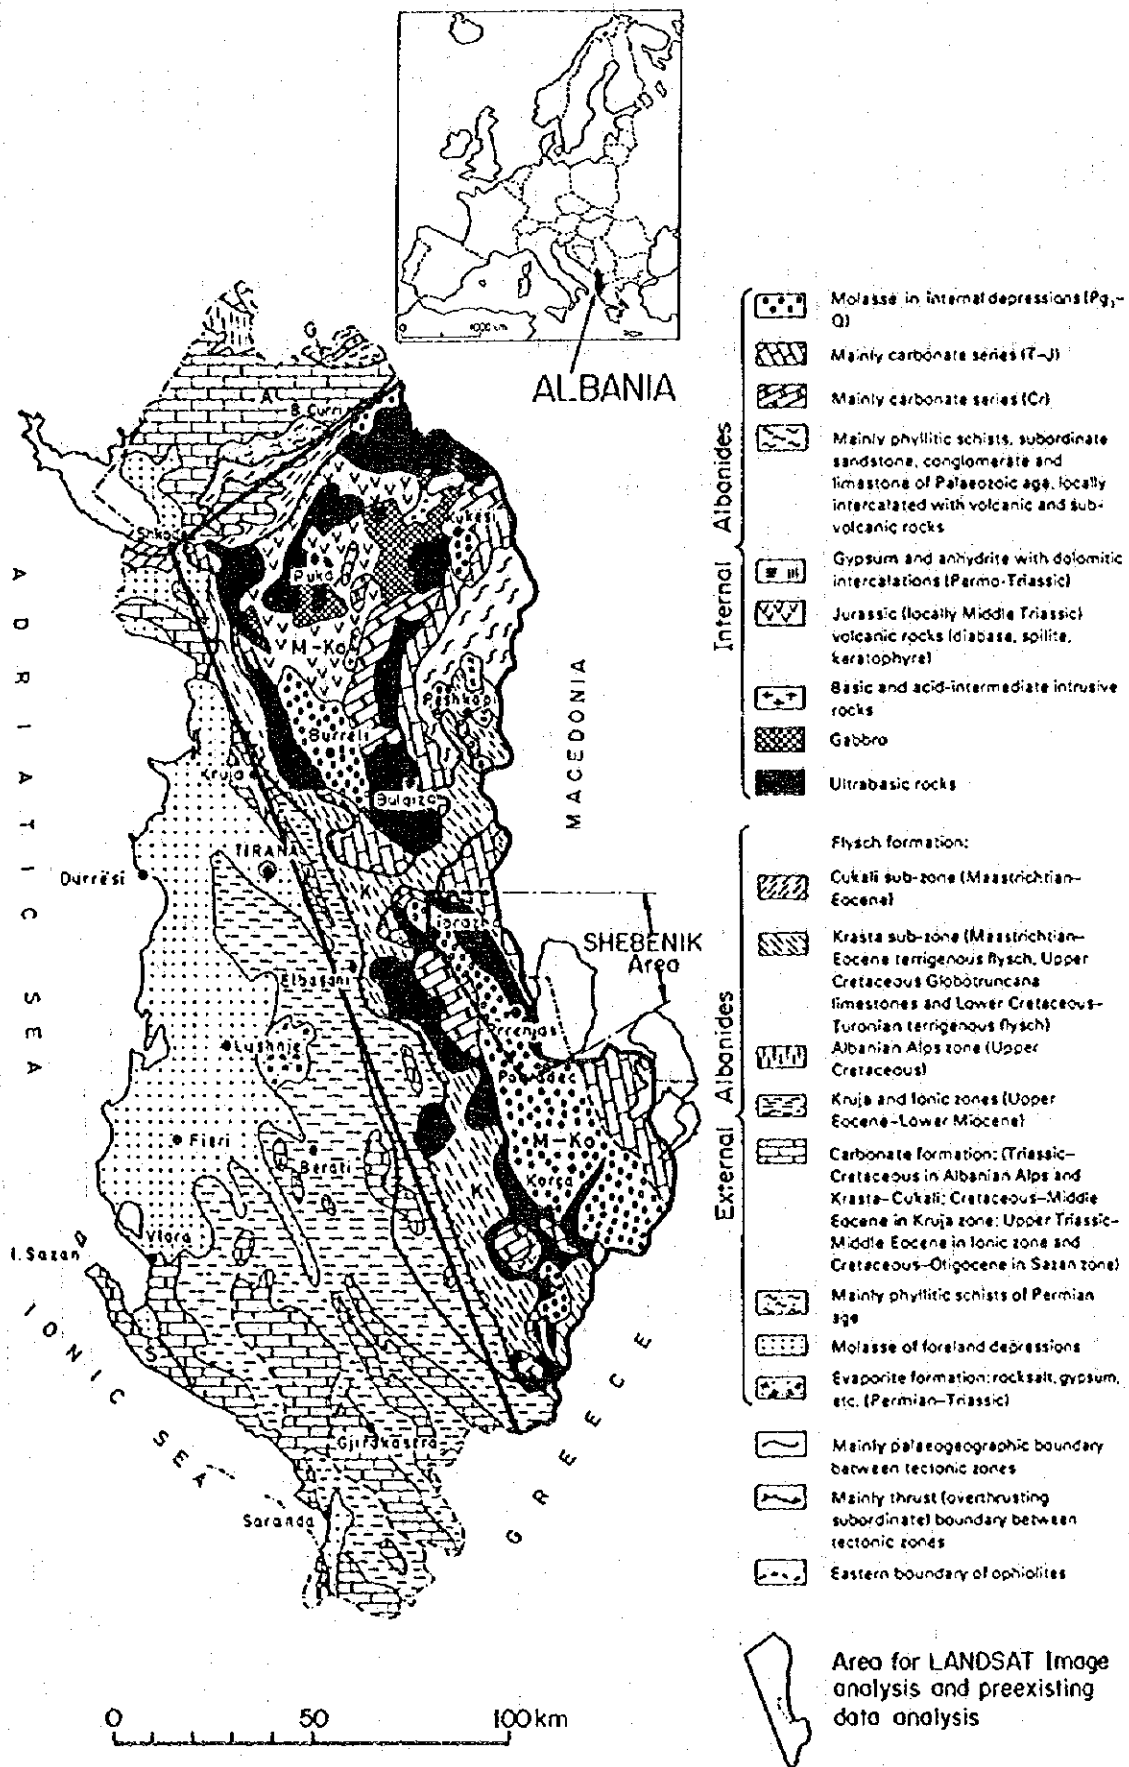 0 1000 km
ALBANIA
G
A
B. Curri
Shkod
Kukësi
Puka
M-Ko
Peshkopi
Burreli
Kruja
Bulqiza
TIRANA
Durrësi
K
SHEBENIK
Area
Elbasani
Prrenjas
Lushnje
M-Ko
Fieri
Berati
Korça
K
Vlora
I. Sazan
S
Gjirokastra
Saranda
ADRIATIC SEA
IONIC SEA
MACEDONIA
GREECE
0 50 100 km
Internal Albanides
Molasse in internal depressions (Pg₃–
Q)
Mainly carbonate series (T–J)
Mainly carbonate series (Cr)
Mainly phyllitic schists, subordinate
sandstone, conglomerate and
limestone of Palaeozoic age, locally
intercalated with volcanic and sub-
volcanic rocks
Gypsum and anhydrite with dolomitic
intercalations (Permo-Triassic)
Jurassic (locally Middle Triassic)
volcanic rocks (diabase, spilite,
keratophyre)
Basic and acid-intermediate intrusive
rocks
Gabbro
Ultrabasic rocks
External Albanides
Flysch formation:
Cukali sub-zone (Maastrichtian–
Eocene)
Krasta sub-zone (Maastrichtian–
Eocene terrigenous flysch, Upper
Cretaceous Globotruncana
limestones and Lower Cretaceous–
Turonian terrigenous flysch)
Albanian Alps zone (Upper
Cretaceous)
Kruja and Ionic zones (Upper
Eocene–Lower Miocene)
Carbonate formation: (Triassic–
Cretaceous in Albanian Alps and
Krasta–Cukali; Cretaceous–Middle
Eocene in Kruja zone; Upper Triassic–
Middle Eocene in Ionic zone and
Cretaceous–Oligocene in Sazan zone)
Mainly phyllitic schists of Permian
age
Molasse of foreland depressions
Evaporite formation: rocksalt, gypsum,
etc. (Permian–Triassic)
Mainly palaeogeographic boundary
between tectonic zones
Mainly thrust (overthrusting
subordinate) boundary between
tectonic zones
Eastern boundary of ophiolites
Area for LANDSAT Image
analysis and preexisting
data analysis